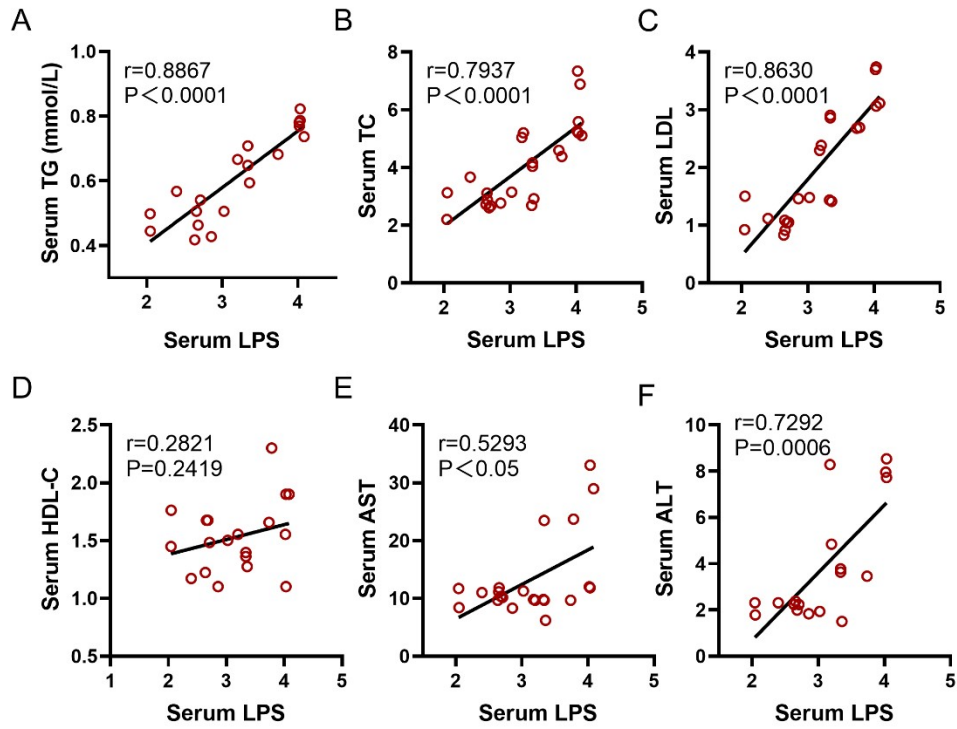 A
Serum TG (mmol/L)
1.0
0.8
0.6
0.4
r=0.8867
P＜0.0001
2
3
4
Serum LPS
B
Serum TC
8
6
4
2
0
r=0.7937
P＜0.0001
2
3
4
5
Serum LPS
C
Serum LDL
4
3
2
1
0
r=0.8630
P＜0.0001
2
3
4
5
Serum LPS
D
Serum HDL-C
2.5
2.0
1.5
1.0
0.5
r=0.2821
P=0.2419
1
2
3
4
5
Serum LPS
E
Serum AST
40
30
20
10
0
r=0.5293
P＜0.05
2
3
4
5
Serum LPS
F
Serum ALT
10
8
6
4
2
0
r=0.7292
P=0.0006
2
3
4
5
Serum LPS